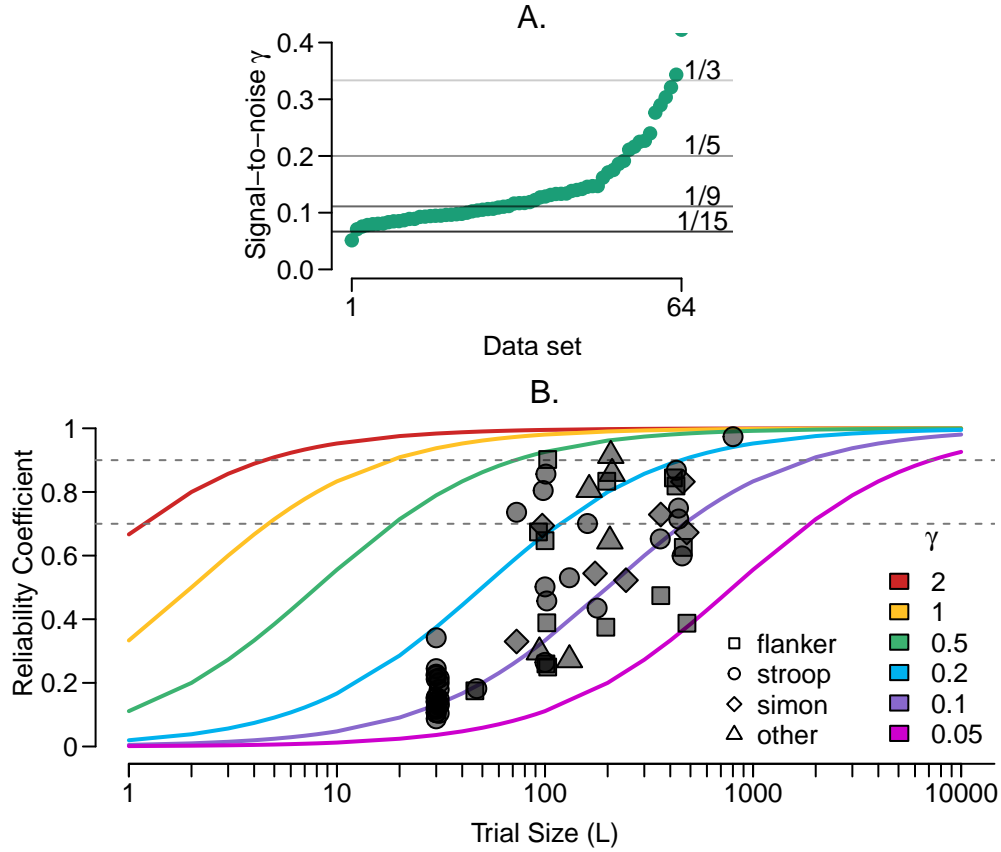 A.
Signal−to−noise γ
0.4
0.3
0.2
0.1
0.0
1/3
1/5
1/9
1/15
1
64
Data set
B.
Reliability Coefficient
1
0.8
0.6
0.4
0.2
0
γ
2
1
0.5
0.2
0.1
0.05
flanker
stroop
simon
other
1
10
100
1000
10000
Trial Size (L)